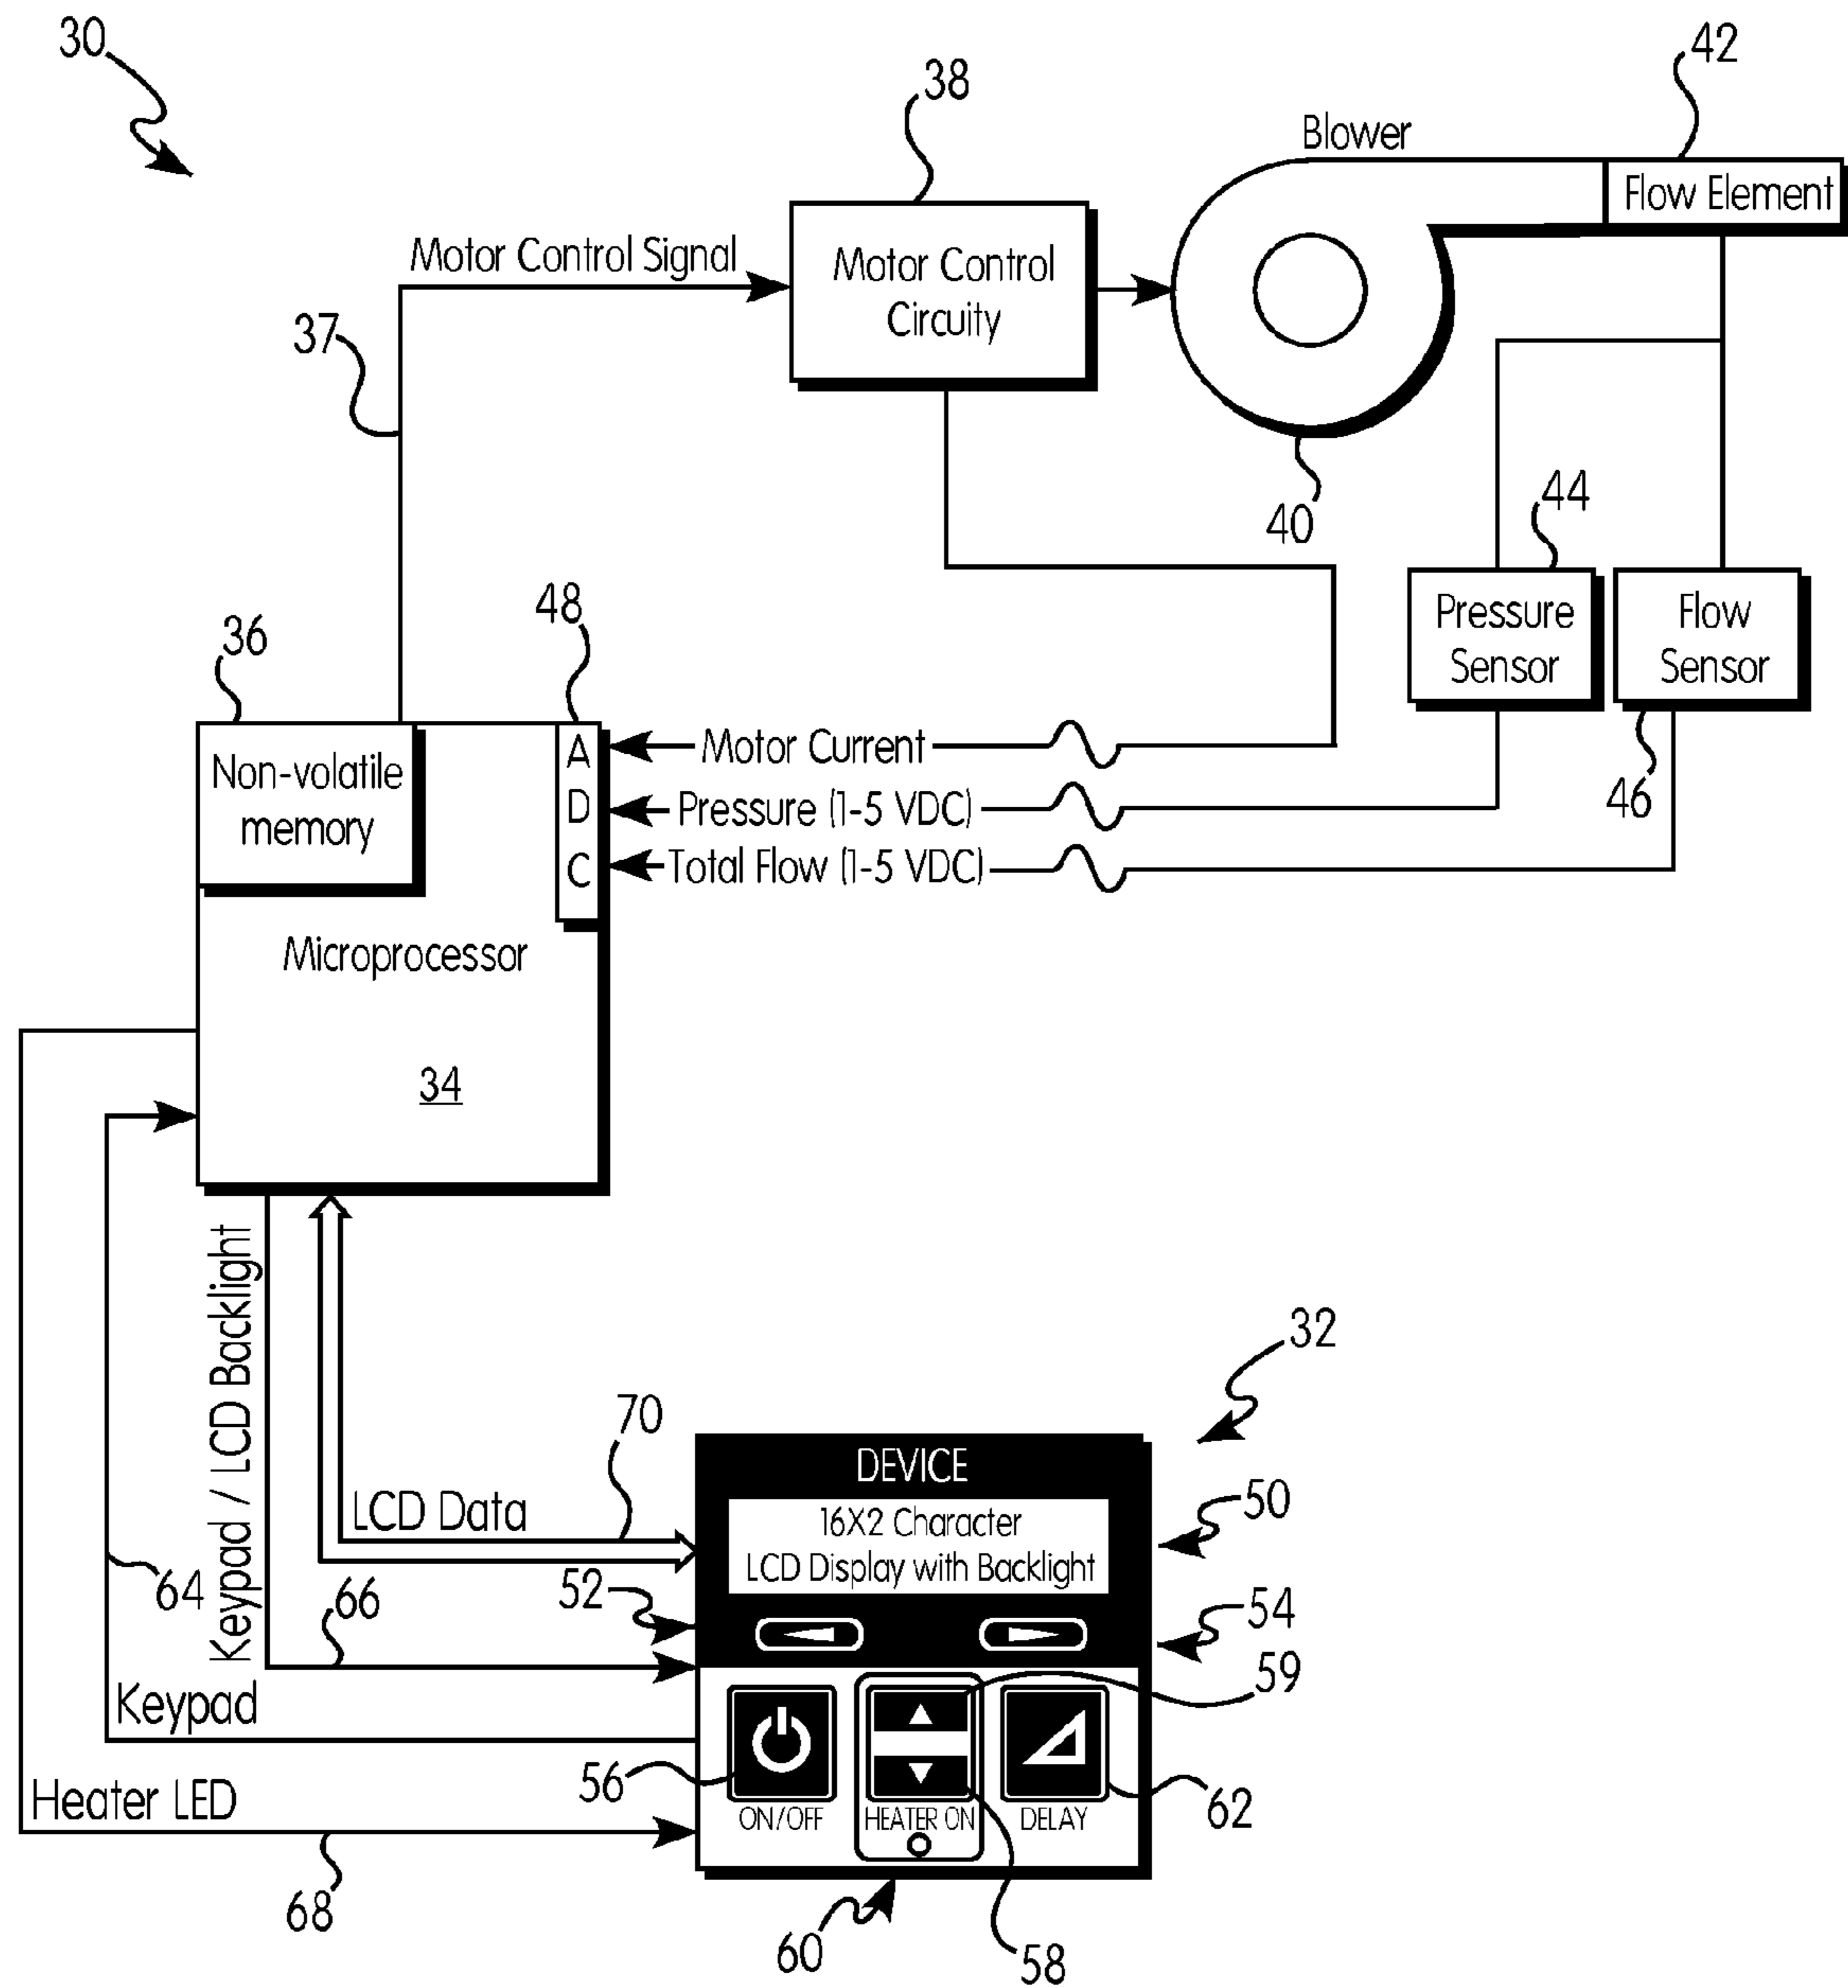 30
38
42
Blower
Flow Element
Motor Control Signal
Motor Control
Circuity
37
40
44
Pressure
Sensor
Flow
Sensor
46
36
48
Non-volatile
memory
A
D
C
Motor Current
Pressure (1-5 VDC)
Total Flow (1-5 VDC)
Microprocessor
34
Keypad / LCD Backlight
32
70
LCD Data
DEVICE
16X2 Character
LCD Display with Backlight
50
52
54
64
66
59
Keypad
56
ON/OFF
HEATER ON
DELAY
62
Heater LED
68
60
58